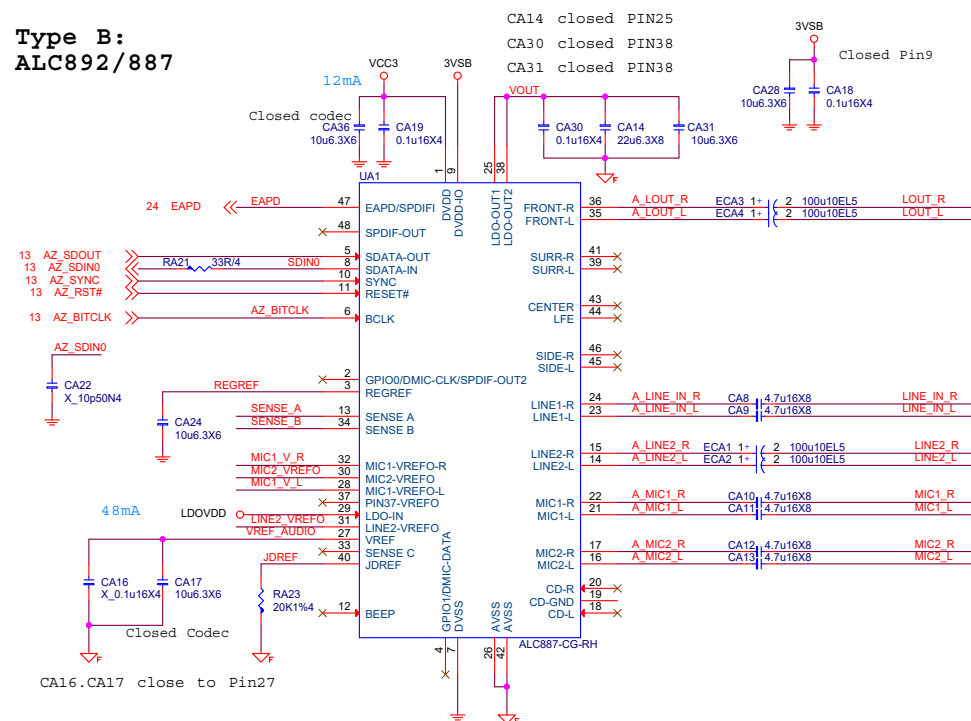 Type B:
ALC892/887
CA14 closed PIN25
CA30 closed PIN38
CA31 closed PIN38
3VSB
Closed Pin9
CA28
10u6.3X6
CA18
0.1u16X4
VCC3
3VSB
12mA
Closed codec
CA36
10u6.3X6
CA19
0.1u16X4
VOUT
CA30
0.1u16X4
CA14
22u6.3X8
CA31
10u6.3X6
F
1
9
25
38
UA1
DVDD
DVDD-IO
LDO-OUT1
LDO-OUT2
24 EAPD
EAPD
47
EAPD/SPDIFI
48
SPDIF-OUT
13 AZ_SDOUT
5
SDATA-OUT
13 AZ_SDIN0
RA21
33R/4
SDIN0
8
SDATA-IN
13 AZ_SYNC
10
SYNC
13 AZ_RST#
11
RESET#
13 AZ_BITCLK
AZ_BITCLK
6
BCLK
AZ_SDIN0
CA22
X_10p50N4
2
GPIO0/DMIC-CLK/SPDIF-OUT2
REGREF
3
REGREF
CA24
10u6.3X6
SENSE_A
13
SENSE A
SENSE_B
34
SENSE B
MIC1_V_R
32
MIC1-VREFO-R
MIC2_VREFO
30
MIC2-VREFO
MIC1_V_L
28
MIC1-VREFO-L
37
PIN37-VREFO
48mA
LDOVDD
29
LDO-IN
LINE2_VREFO
31
LINE2-VREFO
VREF_AUDIO
27
VREF
33
SENSE C
JDREF
40
JDREF
CA16
X_0.1u16X4
CA17
10u6.3X6
RA23
20K1%4
12
BEEP
Closed Codec
F
F
CA16.CA17 close to Pin27
GPIO1/DMIC-DATA
DVSS
AVSS
AVSS
4
7
26
42
F
ALC887-CG-RH
FRONT-R
36
A_LOUT_R
ECA3 1+ 2 100u10EL5
LOUT_R
FRONT-L
35
A_LOUT_L
ECA4 1+ 2 100u10EL5
LOUT_L
SURR-R
41
SURR-L
39
CENTER
43
LFE
44
SIDE-R
46
SIDE-L
45
LINE1-R
24
A_LINE_IN_R
CA8 4.7u16X8
LINE_IN_R
LINE1-L
23
A_LINE_IN_L
CA9 4.7u16X8
LINE_IN_L
LINE2-R
15
A_LINE2_R
ECA1 1+ 2 100u10EL5
LINE2_R
LINE2-L
14
A_LINE2_L
ECA2 1+ 2 100u10EL5
LINE2_L
MIC1-R
22
A_MIC1_R
CA10 4.7u16X8
MIC1_R
MIC1-L
21
A_MIC1_L
CA11 4.7u16X8
MIC1_L
MIC2-R
17
A_MIC2_R
CA12 4.7u16X8
MIC2_R
MIC2-L
16
A_MIC2_L
CA13 4.7u16X8
MIC2_L
CD-R
20
CD-GND
19
CD-L
18